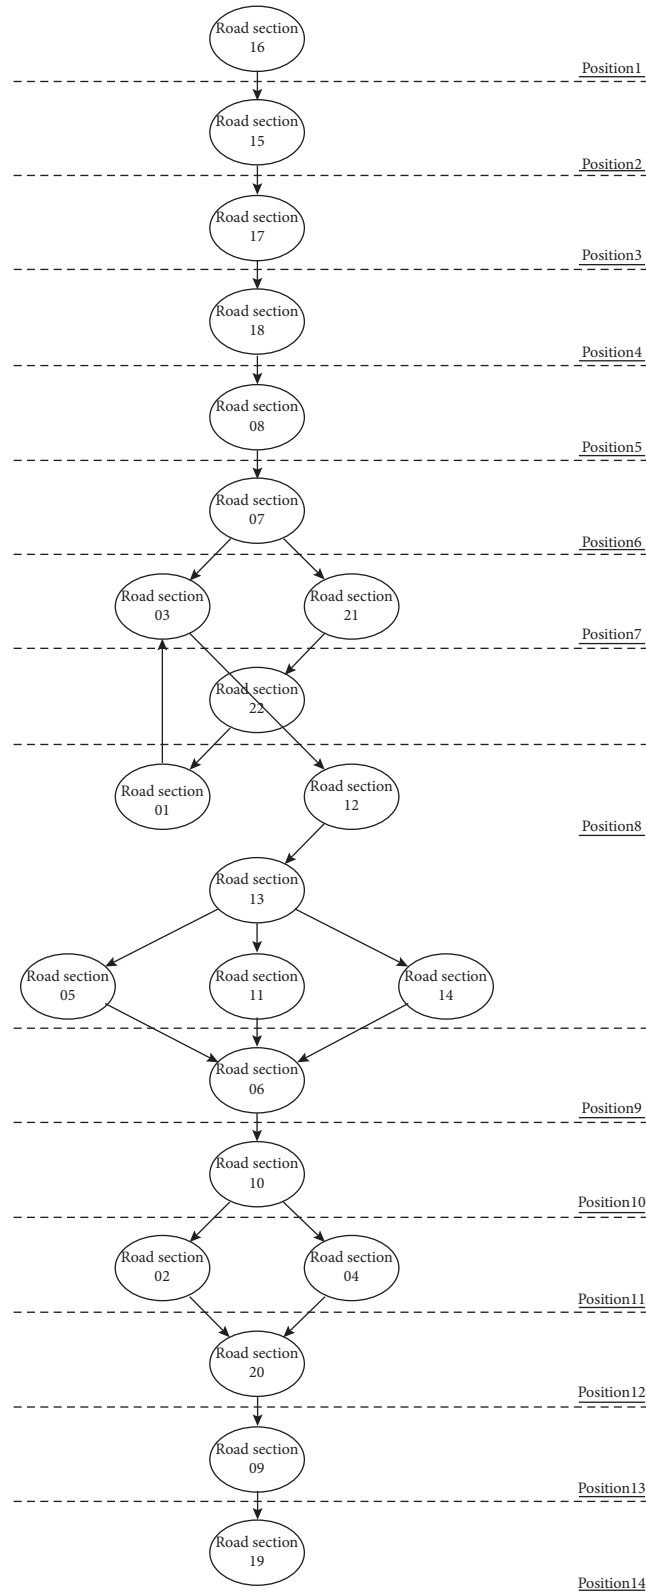 Road section
16
Position1
Road section
15
Position2
Road section
17
Position3
Road section
18
Position4
Road section
08
Position5
Road section
07
Position6
Road section
03
Road section
21
Position7
Road section
22
Road section
01
Road section
12
Position8
Road section
13
Road section
05
Road section
11
Road section
14
Road section
06
Position9
Road section
10
Position10
Road section
02
Road section
04
Position11
Road section
20
Position12
Road section
09
Position13
Road section
19
Position14